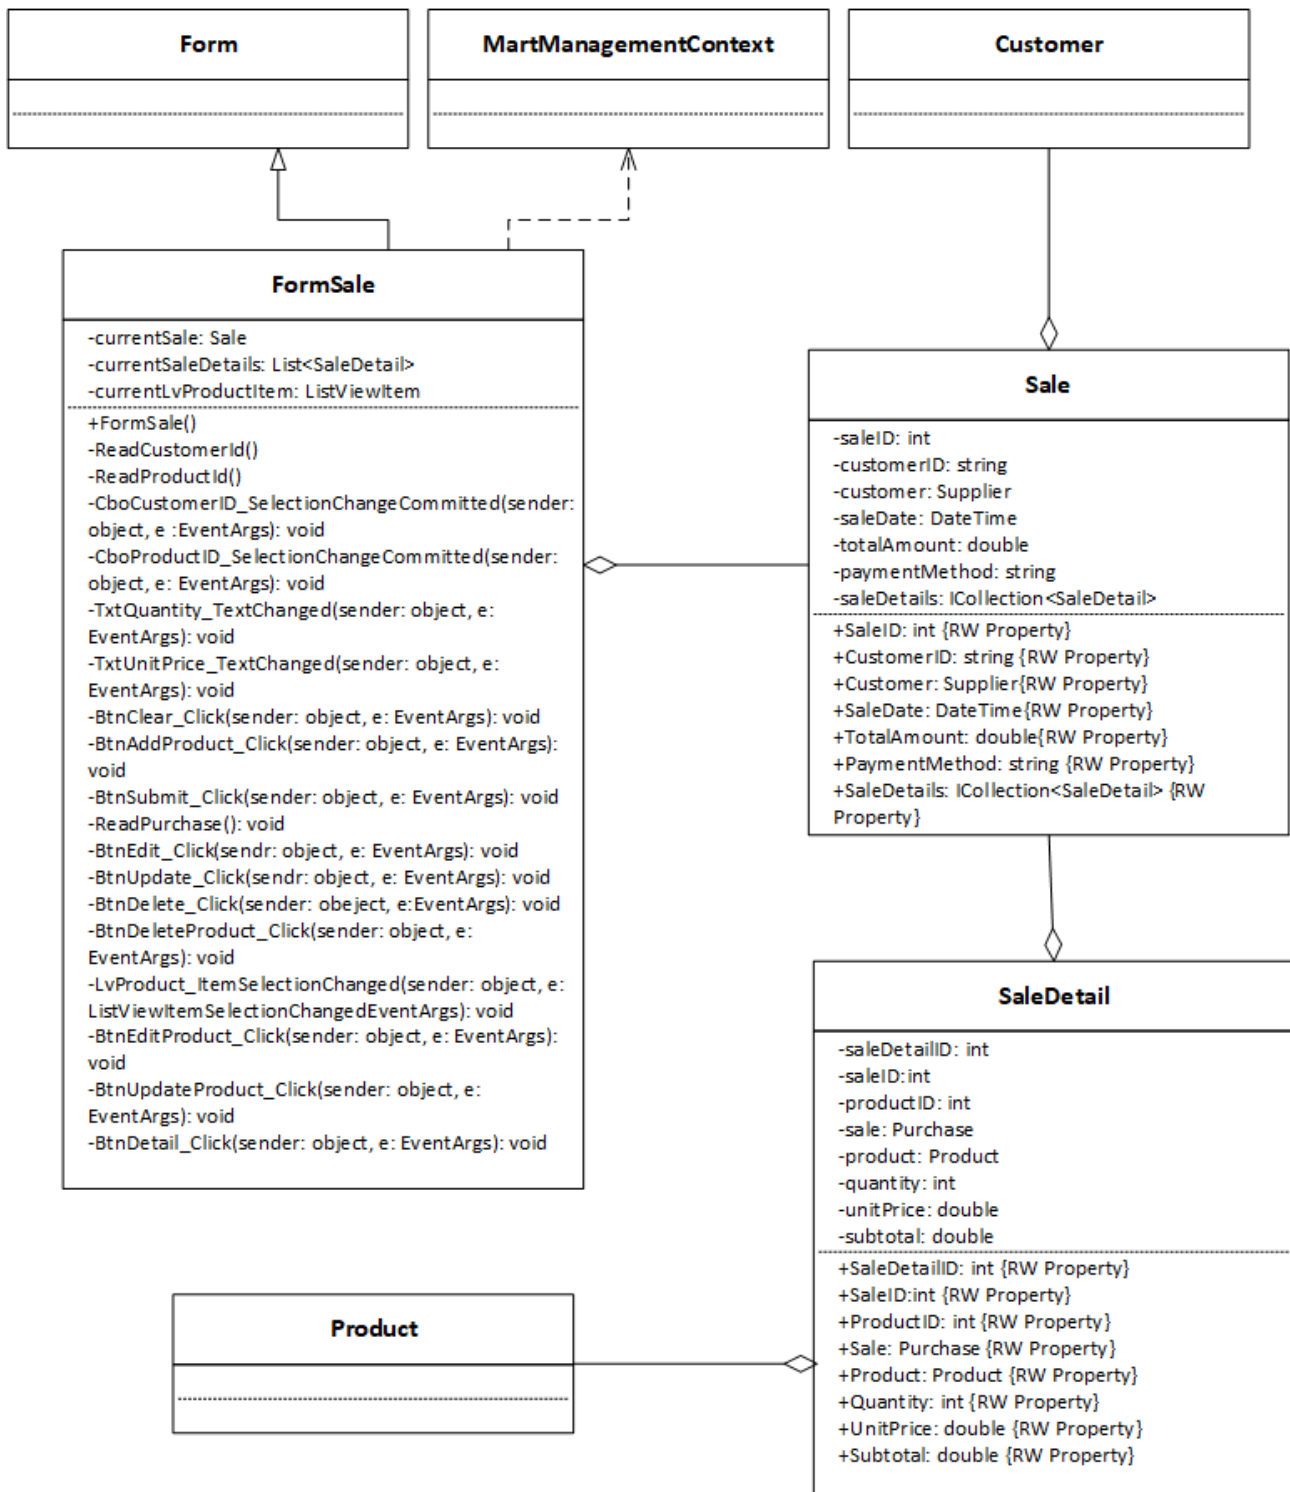 Form
MartManagementContext
Customer
FormSale
-currentSale: Sale
-currentSaleDetails: List<SaleDetail>
-currentLvProductItem: ListViewItem
+FormSale()
-ReadCustomerId()
-ReadProductId()
-CboCustomerID_SelectionChangeCommitted(sender:
object, e :EventArgs): void
-CboProductID_SelectionChangeCommitted(sender:
object, e: EventArgs): void
-TxtQuantity_TextChanged(sender: object, e:
EventArgs): void
-TxtUnitPrice_TextChanged(sender: object, e:
EventArgs): void
-BtnClear_Click(sender: object, e: EventArgs): void
-BtnAddProduct_Click(sender: object, e: EventArgs):
void
-BtnSubmit_Click(sender: object, e: EventArgs): void
-ReadPurchase(): void
-BtnEdit_Click(sendr: object, e: EventArgs): void
-BtnUpdate_Click(sendr: object, e: EventArgs): void
-BtnDelete_Click(sender: obeject, e:EventArgs): void
-BtnDeleteProduct_Click(sender: object, e:
EventArgs): void
-LvProduct_ItemSelectionChanged(sender: object, e:
ListViewItemSelectionChangedEventArgs): void
-BtnEditProduct_Click(sender: object, e: EventArgs):
void
-BtnUpdateProduct_Click(sender: object, e:
EventArgs): void
-BtnDetail_Click(sender: object, e: EventArgs): void
Sale
-saleID: int
-customerID: string
-customer: Supplier
-saleDate: DateTime
-totalAmount: double
-paymentMethod: string
-saleDetails: ICollection<SaleDetail>
+SaleID: int {RW Property}
+CustomerID: string {RW Property}
+Customer: Supplier{RW Property}
+SaleDate: DateTime{RW Property}
+TotalAmount: double{RW Property}
+PaymentMethod: string {RW Property}
+SaleDetails: ICollection<SaleDetail> {RW
Property}
SaleDetail
-saleDetailID: int
-saleID:int
-productID: int
-sale: Purchase
-product: Product
-quantity: int
-unitPrice: double
-subtotal: double
+SaleDetailID: int {RW Property}
+SaleID:int {RW Property}
+ProductID: int {RW Property}
+Sale: Purchase {RW Property}
+Product: Product {RW Property}
+Quantity: int {RW Property}
+UnitPrice: double {RW Property}
+Subtotal: double {RW Property}
Product